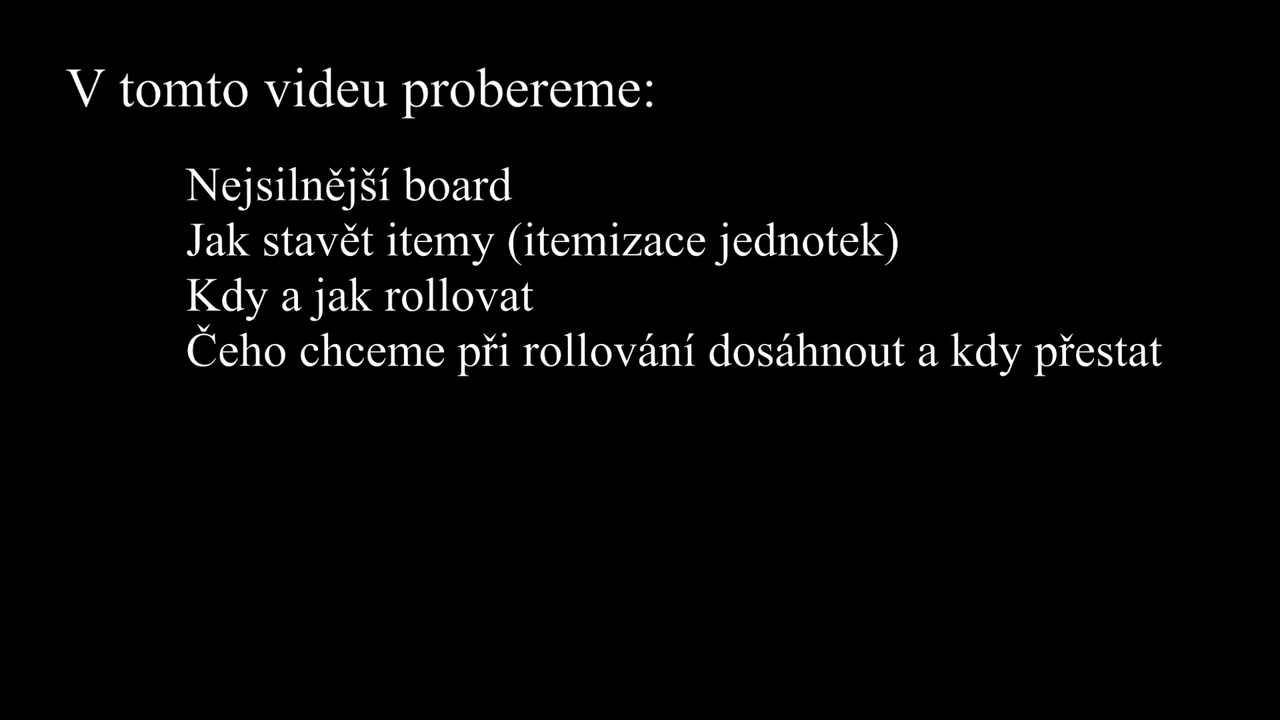 V tomto videu probereme:
Nejsilnější board
Jak stavět itemy (itemizace jednotek)
Kdy a jak rollovat
Čeho chceme při rollování dosáhnout a kdy přestat